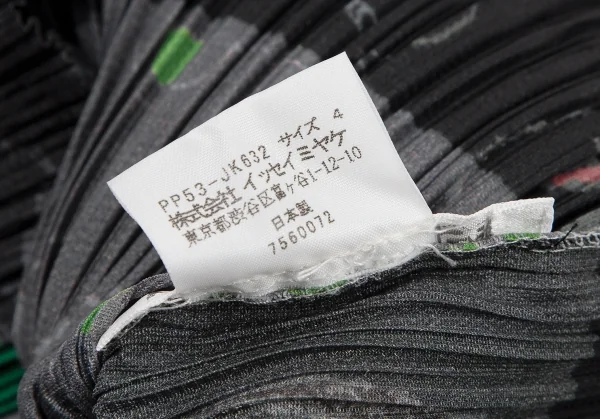 PP53-JK632 サイズ 4
株式会社 イッセイミヤケ
東京都渋谷区富ヶ谷1-12-10
日本製
7560072